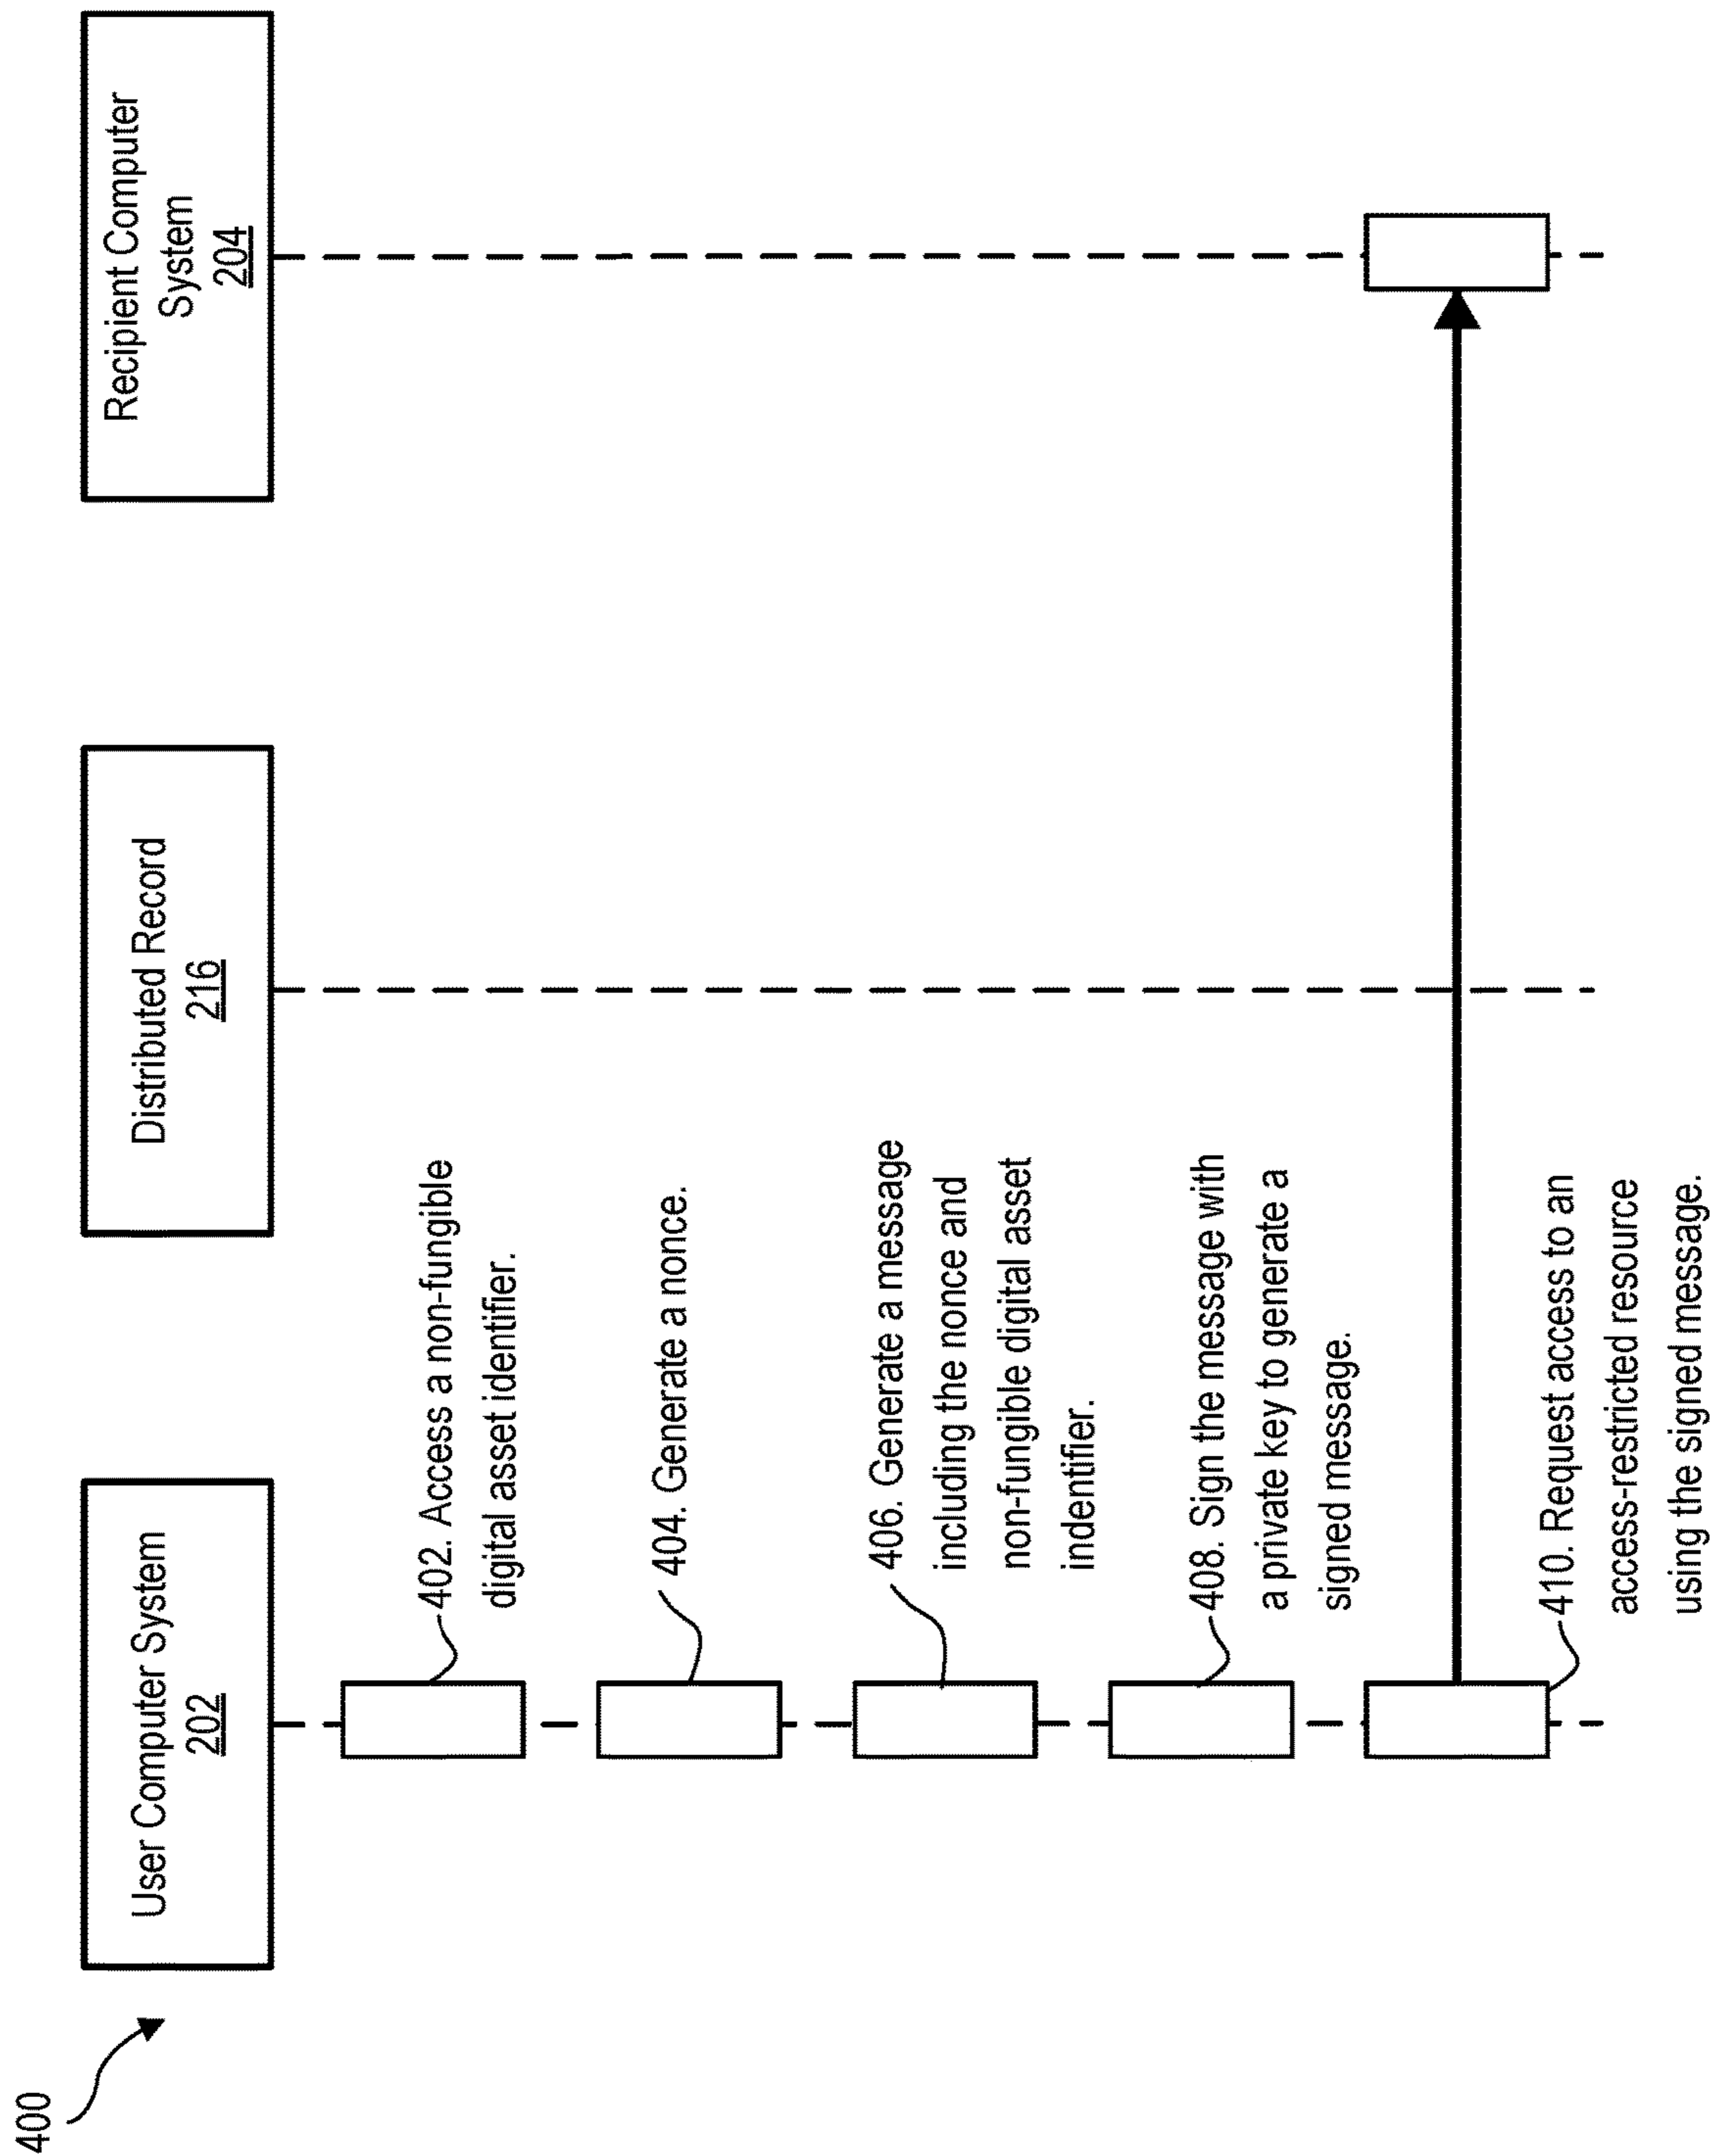 400
User Computer System
202
Distributed Record
216
Recipient Computer
System
204
402. Access a non-fungible
digital asset identifier.
404. Generate a nonce.
406. Generate a message
including the nonce and
non-fungible digital asset
indentifier.
408. Sign the message with
a private key to generate a
signed message.
410. Request access to an
access-restricted resource
using the signed message.